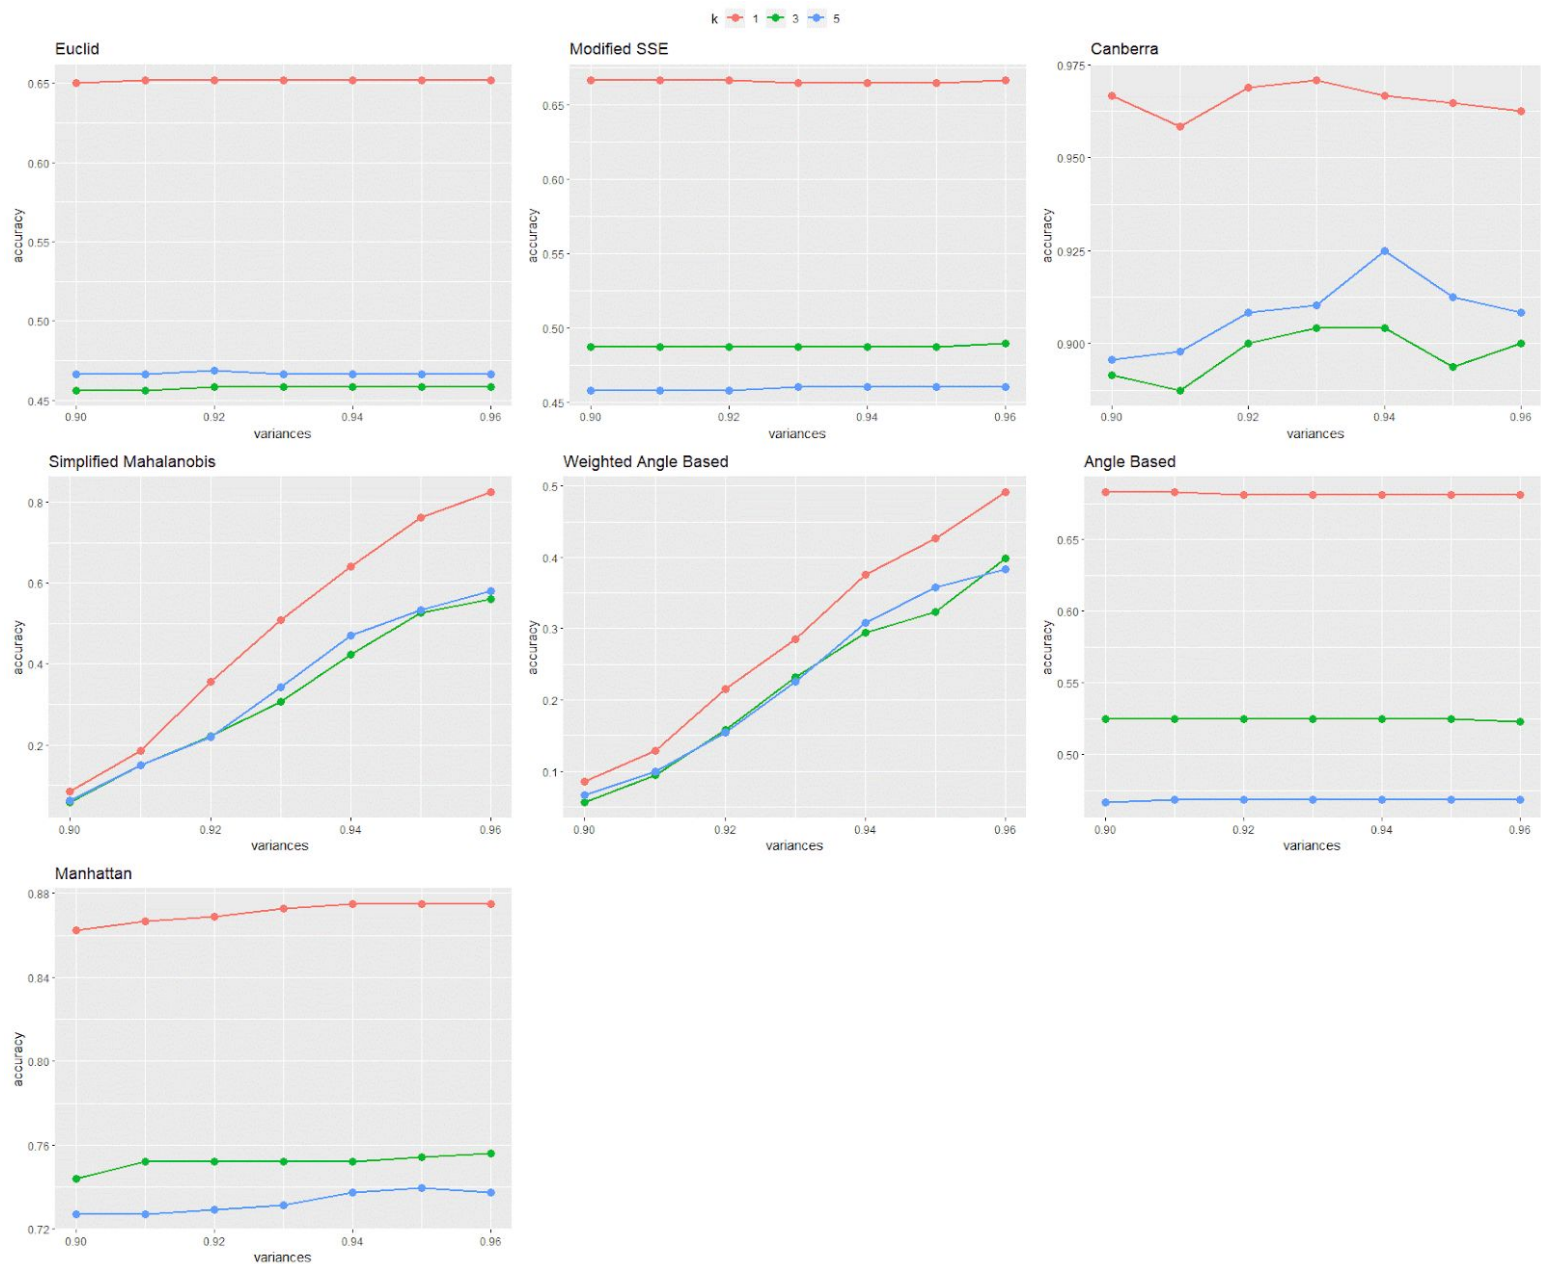 k 1 3 5
Euclid
0.65
0.60
0.55
0.50
0.45
accuracy
0.90 0.92 0.94 0.96
variances
Modified SSE
0.65
0.60
0.55
0.50
0.45
accuracy
0.90 0.92 0.94 0.96
variances
Canberra
0.975
0.950
0.925
0.900
accuracy
0.90 0.92 0.94 0.96
variances
Simplified Mahalanobis
0.8
0.6
0.4
0.2
accuracy
0.90 0.92 0.94 0.96
variances
Weighted Angle Based
0.5
0.4
0.3
0.2
0.1
accuracy
0.90 0.92 0.94 0.96
variances
Angle Based
0.65
0.60
0.55
0.50
accuracy
0.90 0.92 0.94 0.96
variances
Manhattan
0.88
0.84
0.80
0.76
0.72
accuracy
0.90 0.92 0.94 0.96
variances